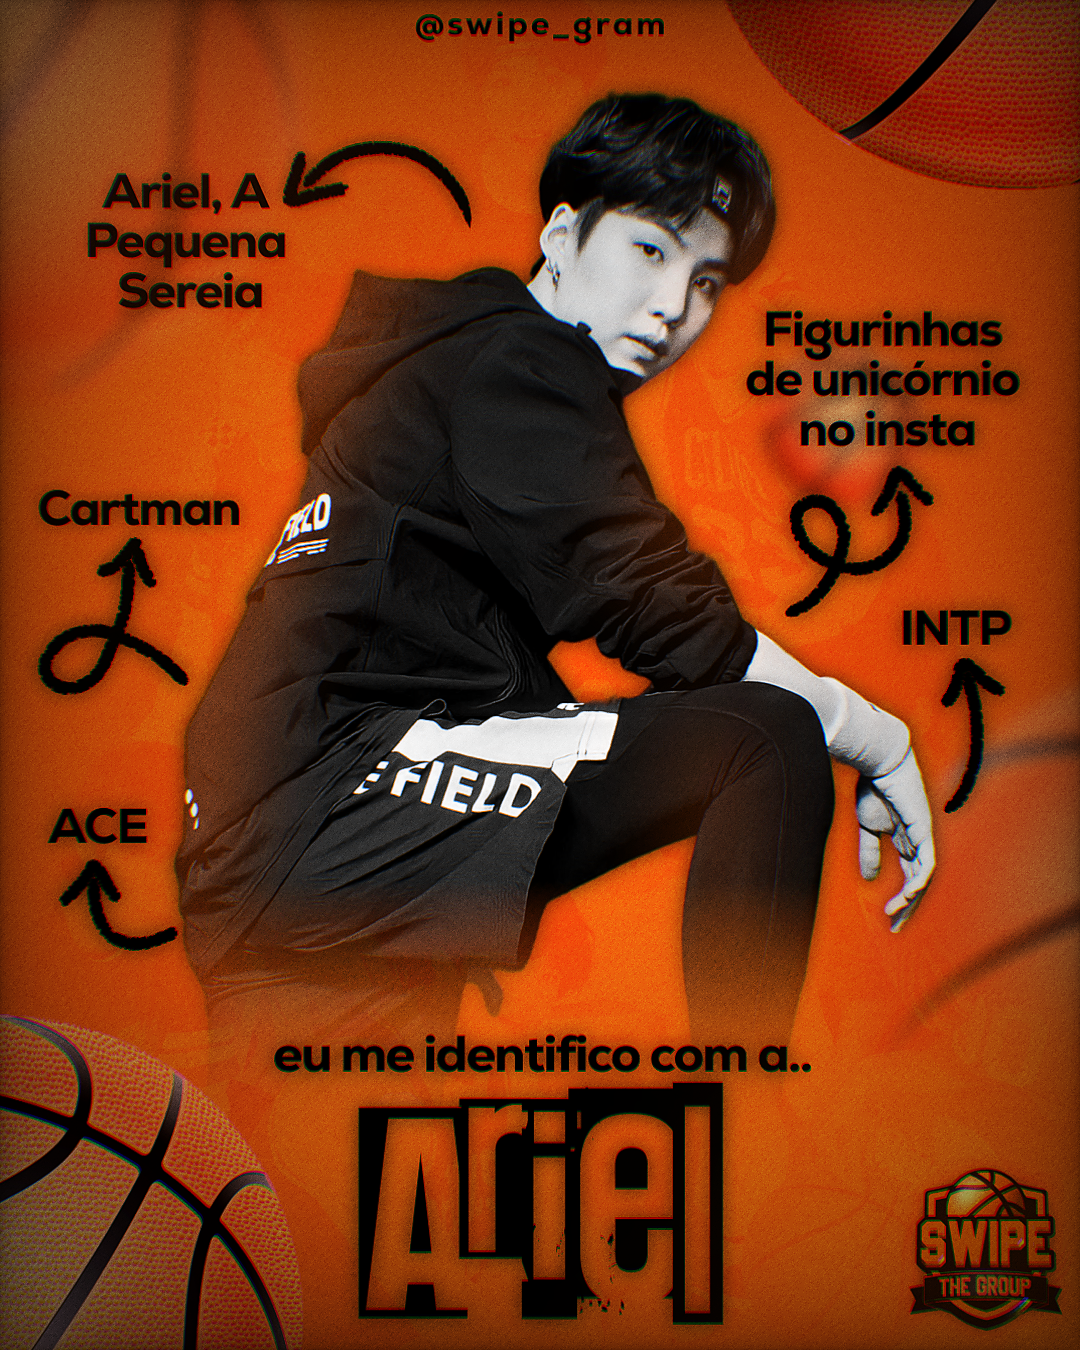 @swipe_gram
Ariel, A
Pequena
Sereia
Figurinhas
de unicórnio
no insta
Cartman
FIELD
INTP
E FIELD
ACE
eu me identifico com a..
Ariel
SWIPE
THE GROUP